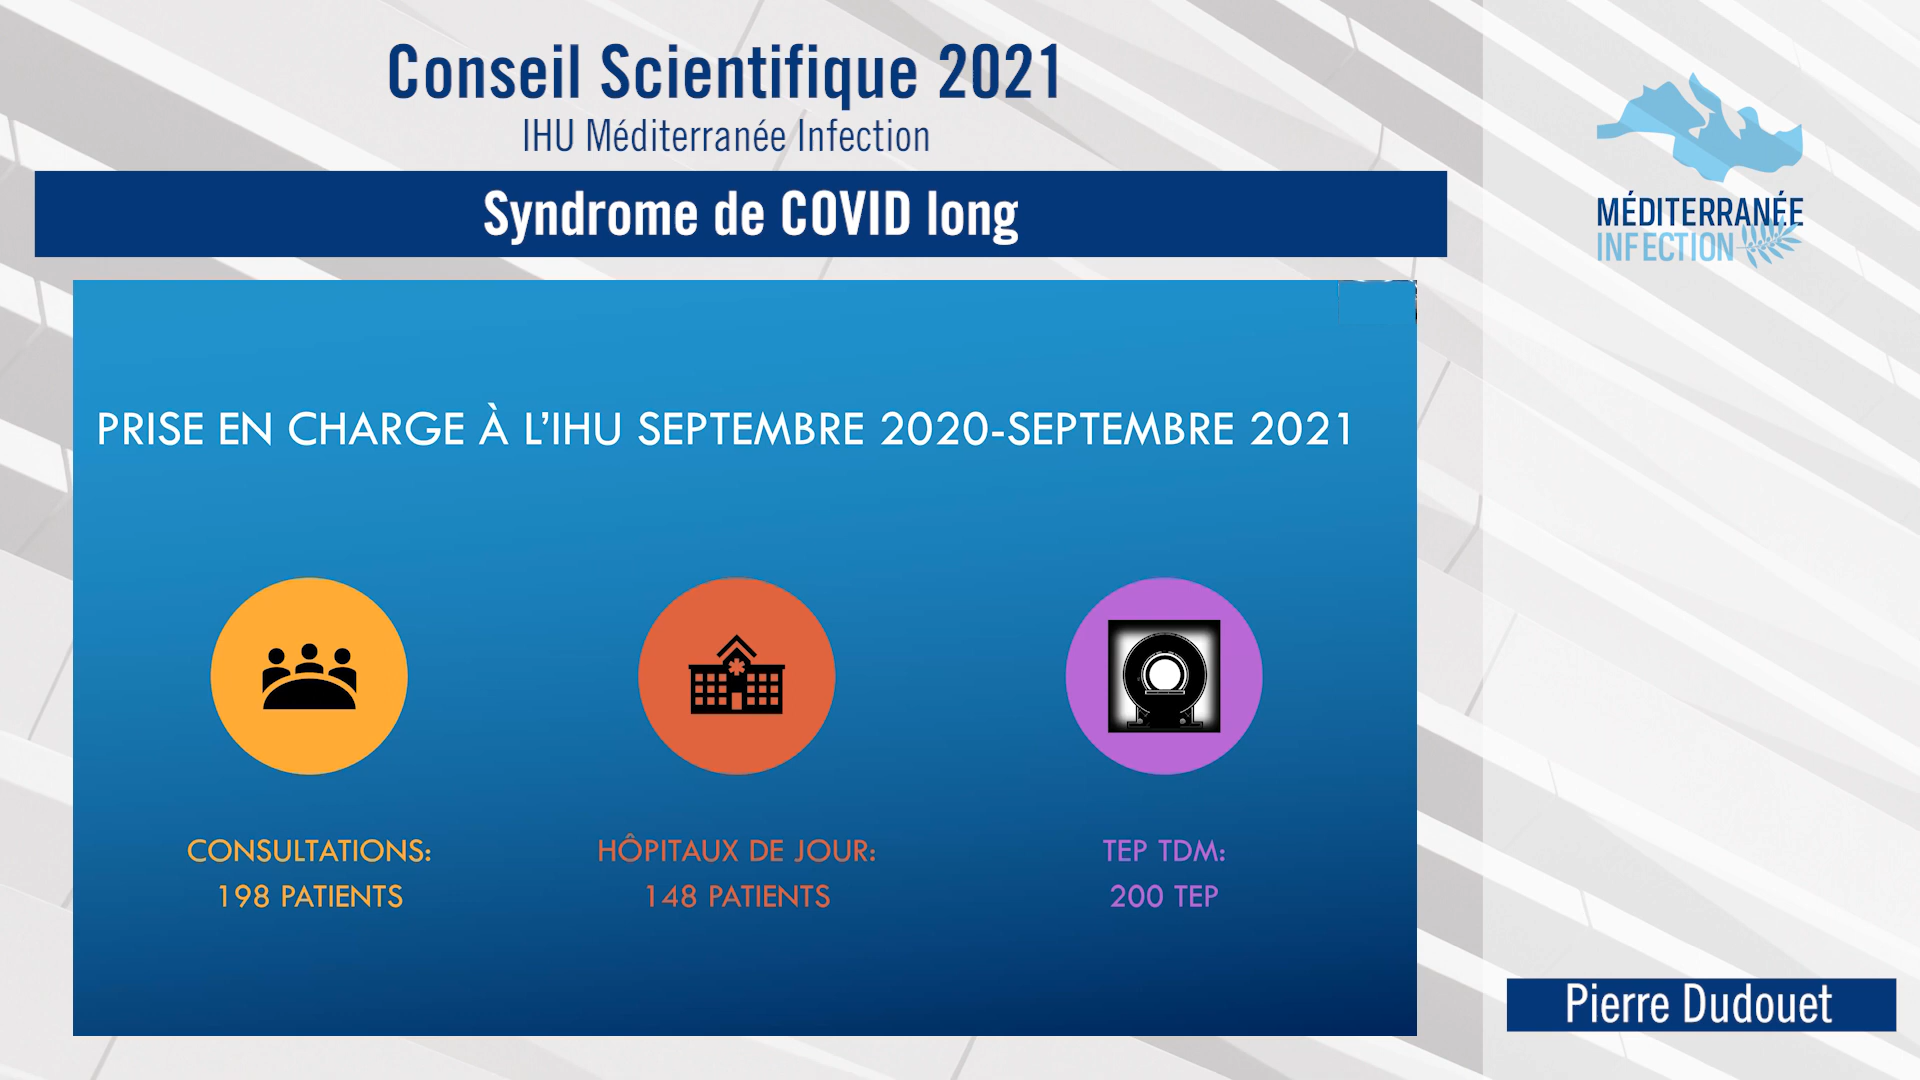 Conseil Scientifique 2021
IHU Méditerranée Infection
Syndrome de COVID long
MÉDITERRANÉE
INFECTION
PRISE EN CHARGE À L’IHU SEPTEMBRE 2020-SEPTEMBRE 2021
CONSULTATIONS:
198 PATIENTS
HÔPITAUX DE JOUR:
148 PATIENTS
TEP TDM:
200 TEP
Pierre Dudouet